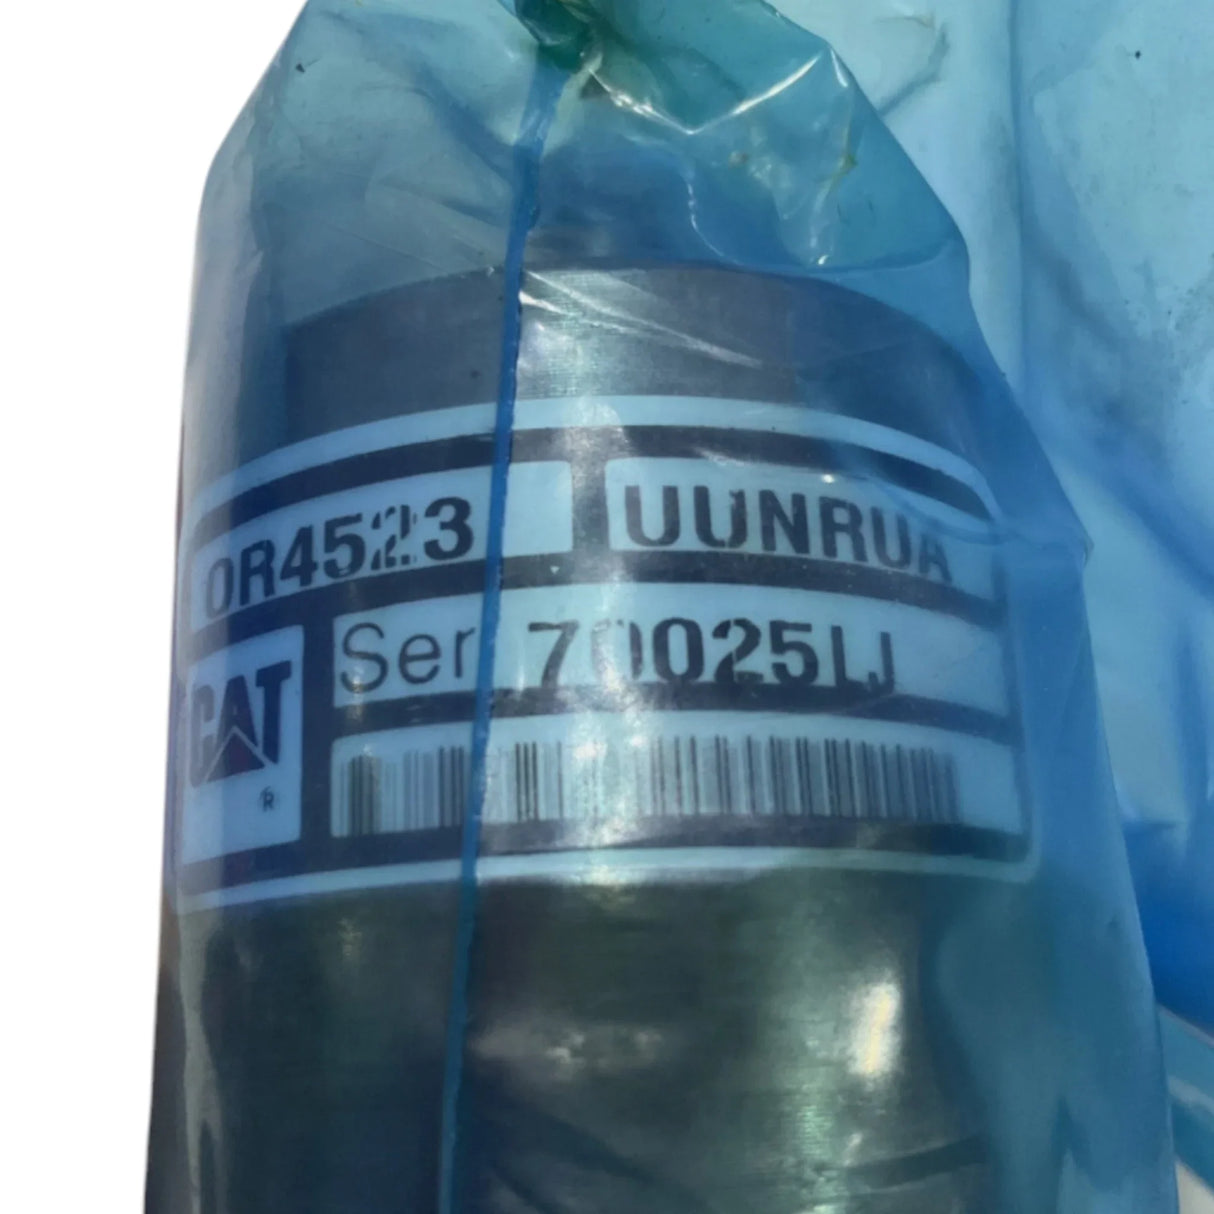 0R4523 UUNRUA
Ser 70025LJ
CAT
R